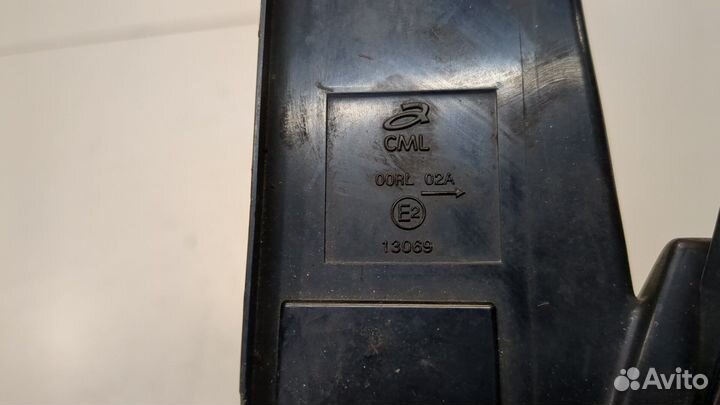 CML
00RL 02A
E2
13069
Avito